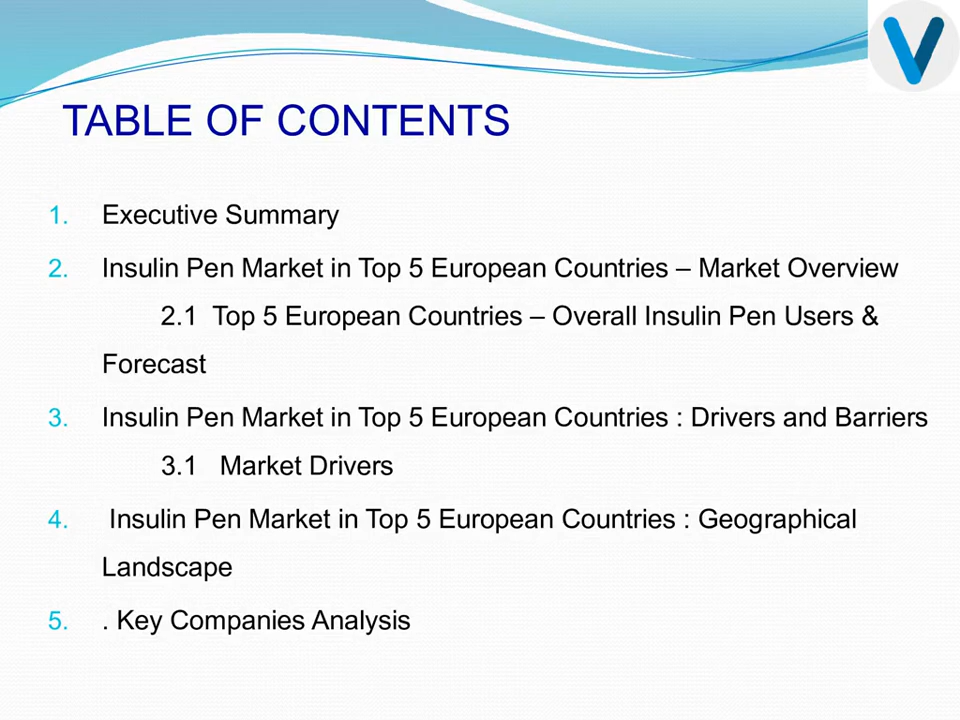 TABLE OF CONTENTS
1. Executive Summary
2. Insulin Pen Market in Top 5 European Countries – Market Overview
2.1 Top 5 European Countries – Overall Insulin Pen Users &
Forecast
3. Insulin Pen Market in Top 5 European Countries : Drivers and Barriers
3.1 Market Drivers
4. Insulin Pen Market in Top 5 European Countries : Geographical
Landscape
5. . Key Companies Analysis